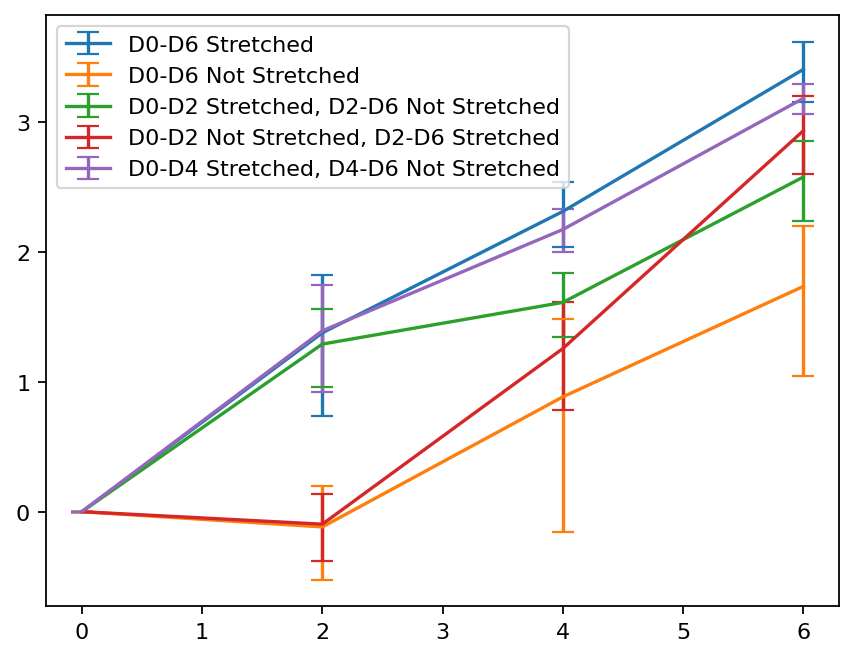 D0-D6 Stretched
D0-D6 Not Stretched
D0-D2 Stretched, D2-D6 Not Stretched
D0-D2 Not Stretched, D2-D6 Stretched
D0-D4 Stretched, D4-D6 Not Stretched
3
2
1
0
0 1 2 3 4 5 6